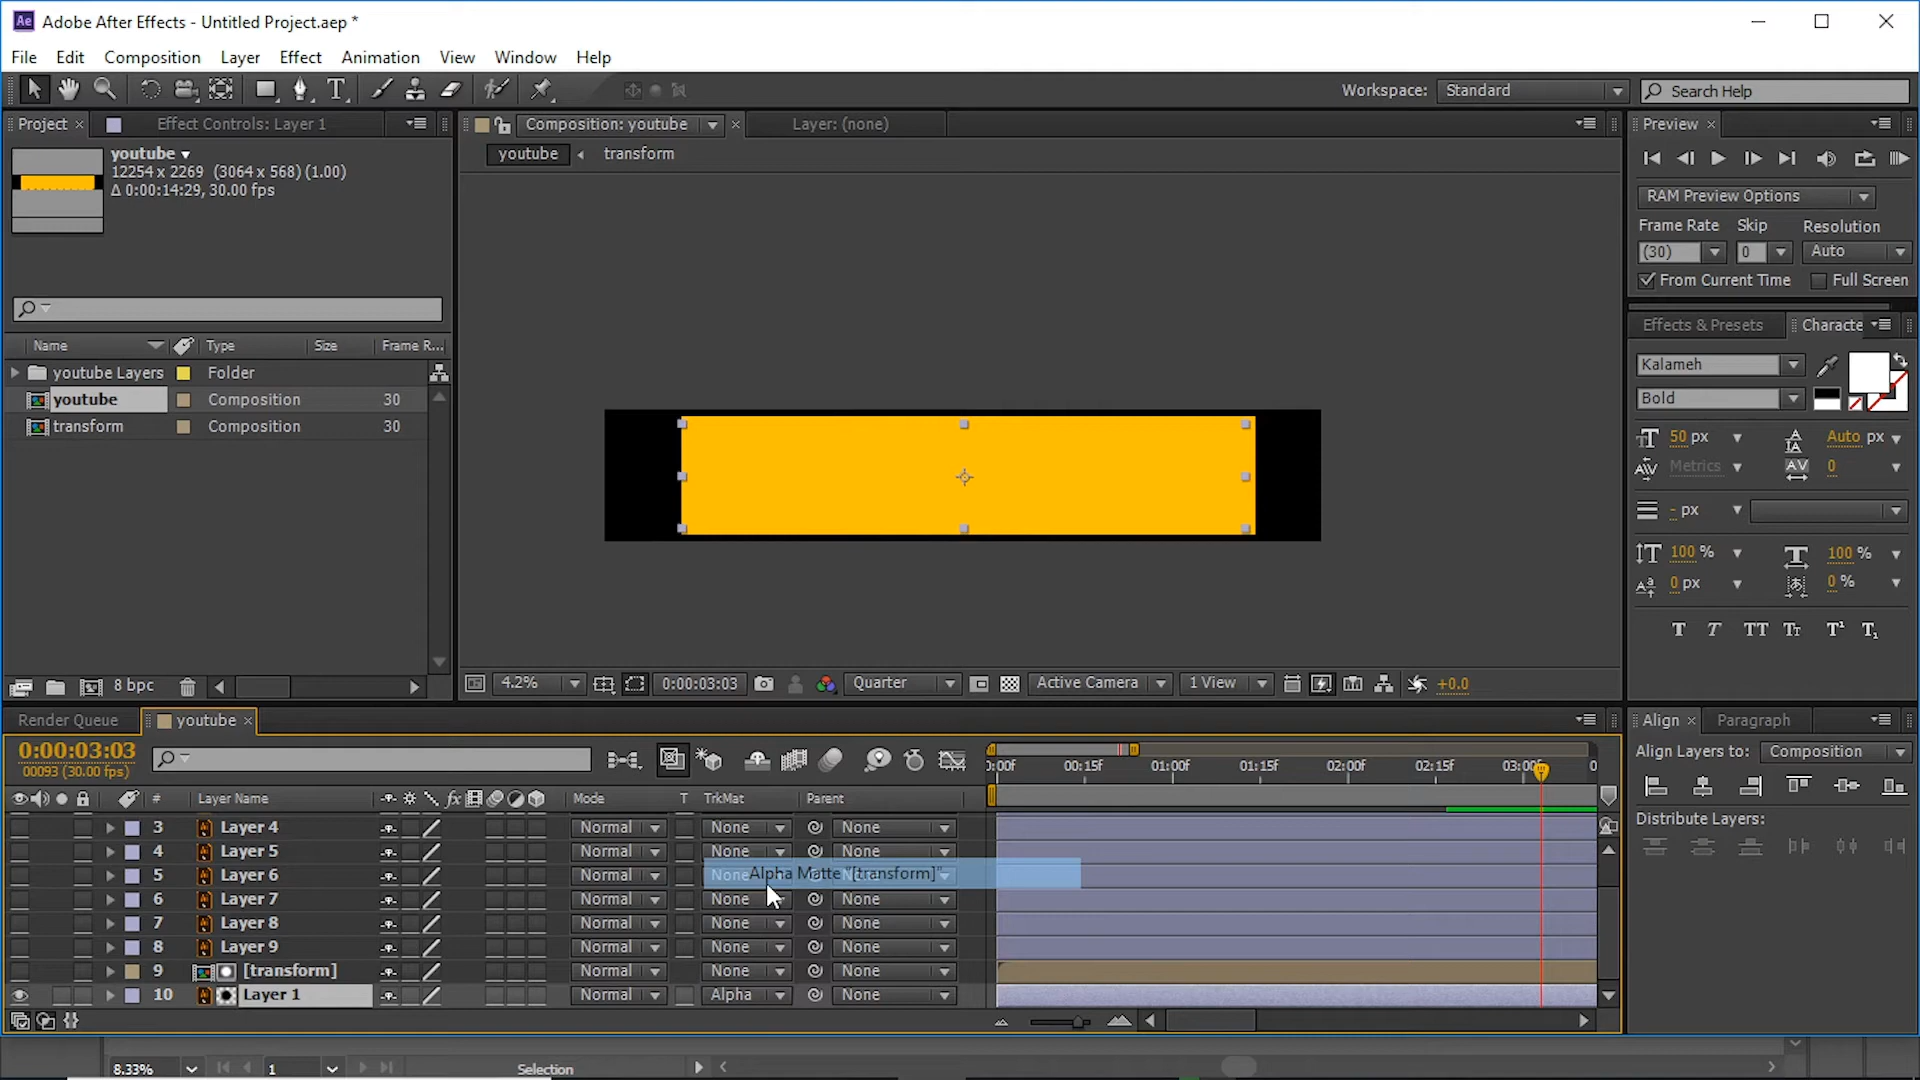 Ae Adobe After Effects - Untitled Project.aep *
File Edit Composition Layer Effect Animation View Window Help
Workspace: Standard Search Help
Project × Effect Controls: Layer 1
youtube
12254 x 2269 (3064 x 568) (1.00)
Δ 0:00:14:29, 30.00 fps
Name Type Size Frame R...
youtube Layers Folder
youtube Composition 30
transform Composition 30
8 bpc
Composition: youtube × Layer: (none)
youtube transform
4.2% 0:00:03:03 Quarter Active Camera 1 View +0.0
Preview ×
RAM Preview Options
Frame Rate Skip Resolution
(30) 0 Auto
From Current Time Full Screen
Effects & Presets Characte
Kalameh
Bold
50 px Auto px
Metrics 0
- px
100 % 100 %
0 px 0 %
T T TT Tt T¹ T₁
Render Queue youtube ×
0:00:03:03
00093 (30.00 fps)
0:00f 00:15f 01:00f 01:15f 02:00f 02:15f 03:00f 0
# Layer Name fx Mode T TrkMat Parent
3 Layer 4 Normal None None
4 Layer 5 Normal None None
5 Layer 6 Normal None None
Alpha Matte "[transform]"
6 Layer 7 Normal None None
7 Layer 8 Normal None None
8 Layer 9 Normal None None
9 [transform] Normal None None
10 Layer 1 Normal Alpha None
Align × Paragraph
Align Layers to: Composition
Distribute Layers:
8.33% 1 Selection